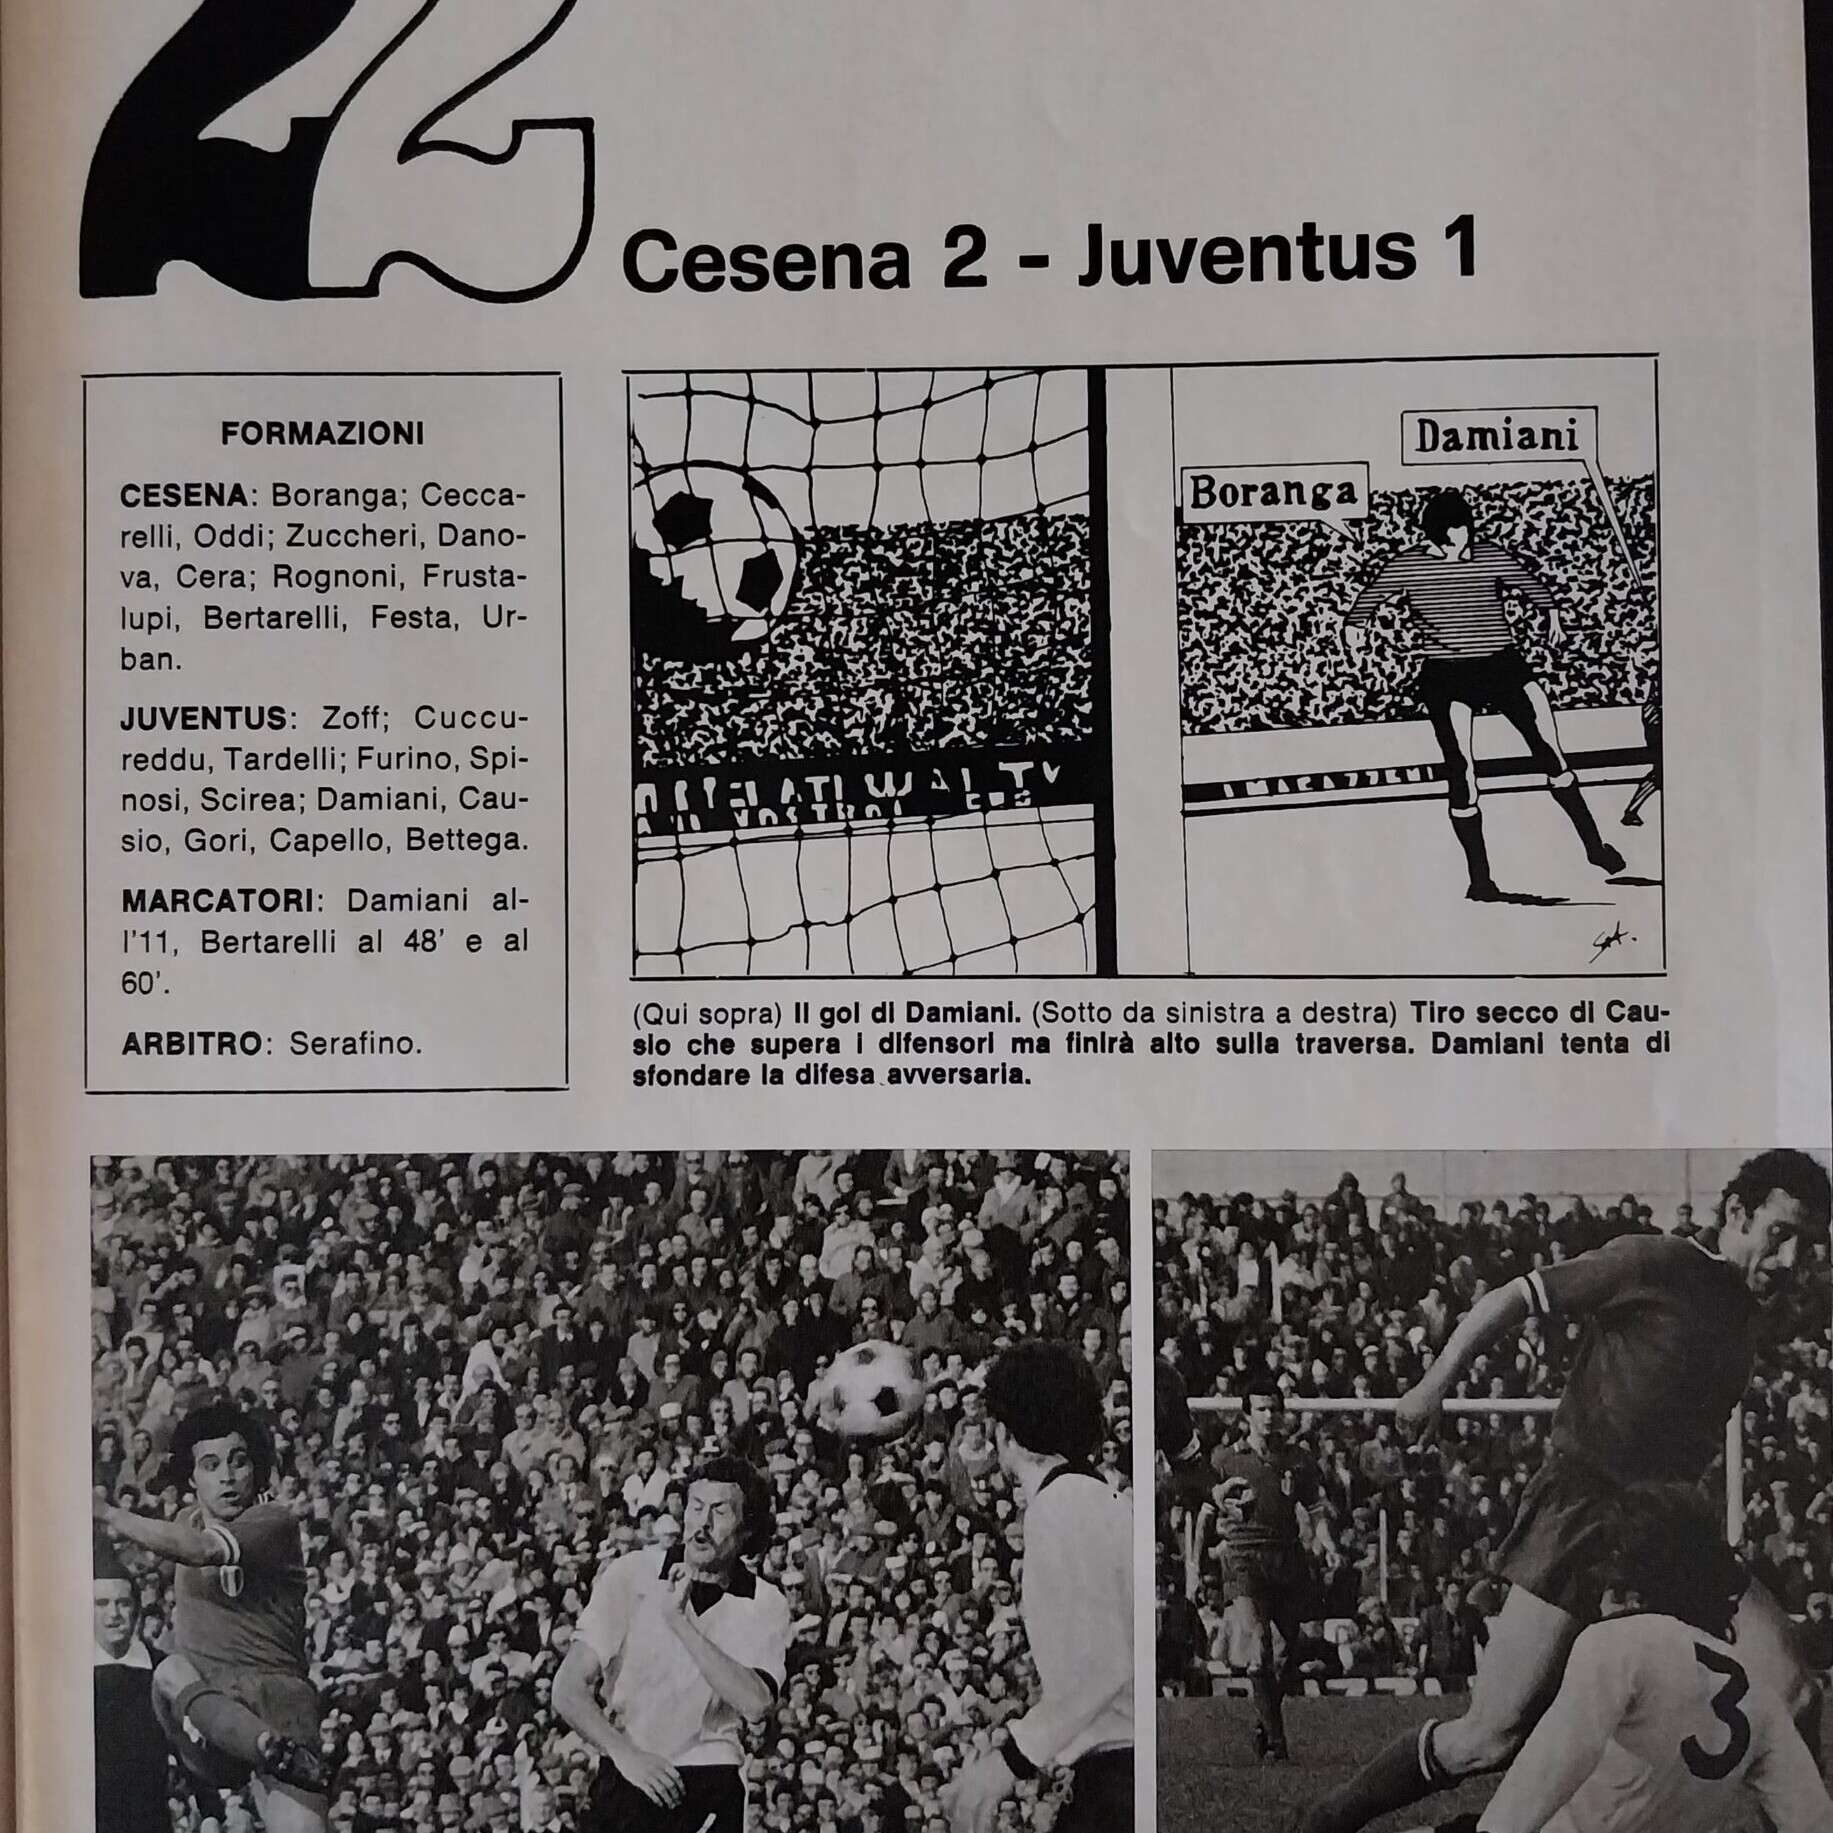 22
Cesena 2 - Juventus 1
FORMAZIONI
CESENA: Boranga; Cecca-
relli, Oddi; Zuccheri, Dano-
va, Cera; Rognoni, Frusta-
lupi, Bertarelli, Festa, Ur-
ban.
JUVENTUS: Zoff; Cuccu-
reddu, Tardelli; Furino, Spi-
nosi, Scirea; Damiani, Cau-
sio, Gori, Capello, Bettega.
MARCATORI: Damiani al-
l'11, Bertarelli al 48' e al
60'.
ARBITRO: Serafino.
Damiani
Boranga
(Qui sopra) Il gol di Damiani. (Sotto da sinistra a destra) Tiro secco di Cau-
sio che supera i difensori ma finirà alto sulla traversa. Damiani tenta di
sfondare la difesa avversaria.
3